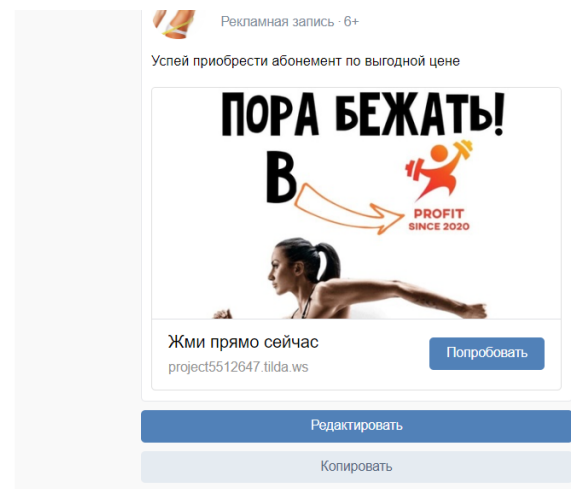 Рекламная запись · 6+
Успей приобрести абонемент по выгодной цене
ПОРА БЕЖАТЬ!
В
PROFIT
SINCE 2020
Жми прямо сейчас
project5512647.tilda.ws
Попробовать
Редактировать
Копировать